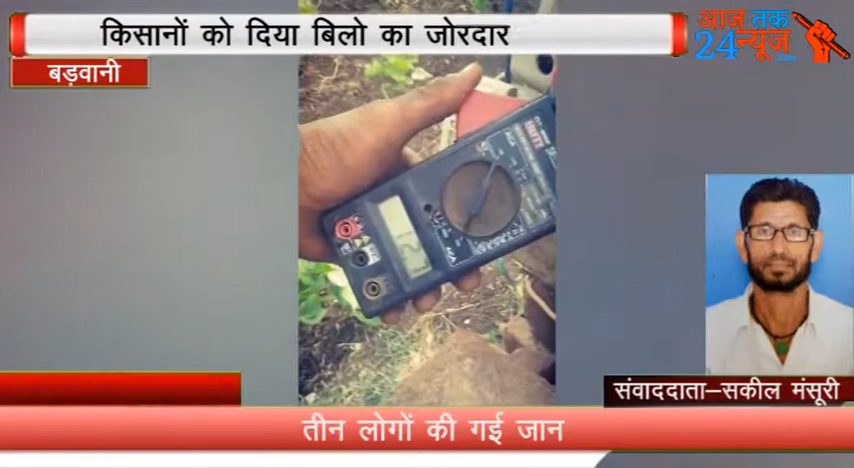 किसानों को दिया बिलो का जोरदार
आज तक
24न्यूज
बड़वानी
संवाददाता–सकील मंसूरी
तीन लोगों की गई जान